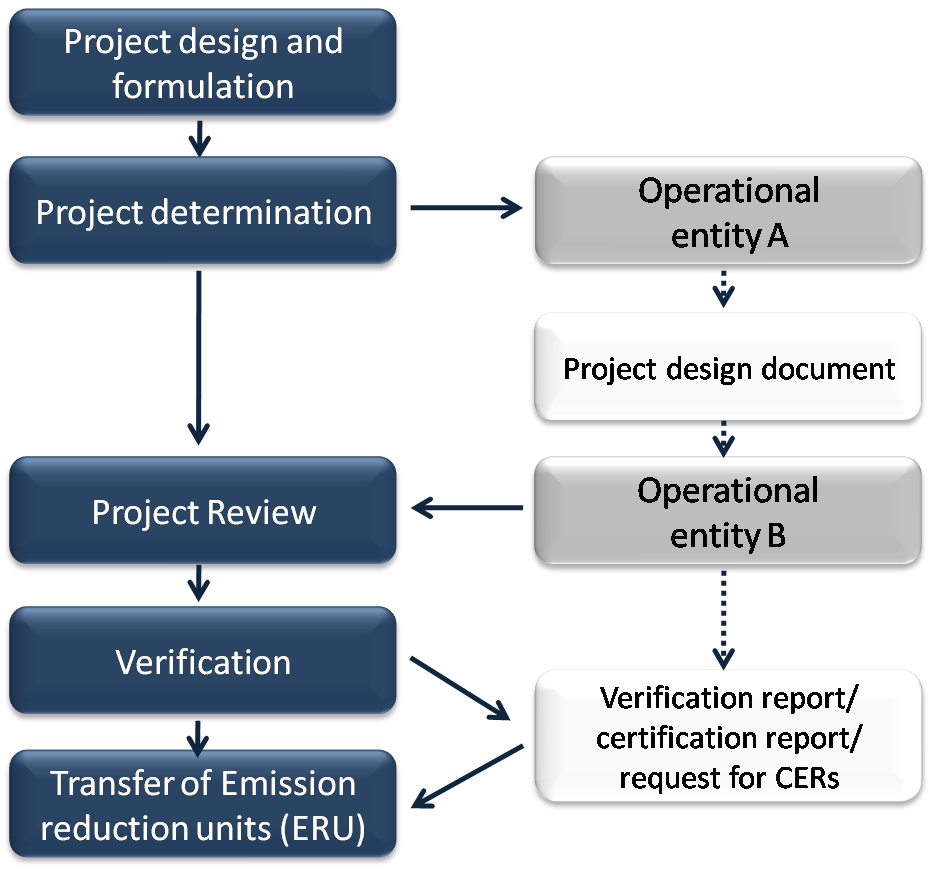 Project design and
formulation
Project determination
Operational
entity A
Project design document
Project Review
Operational
entity B
Verification
Verification report/
certification report/
request for CERs
Transfer of Emission
reduction units (ERU)